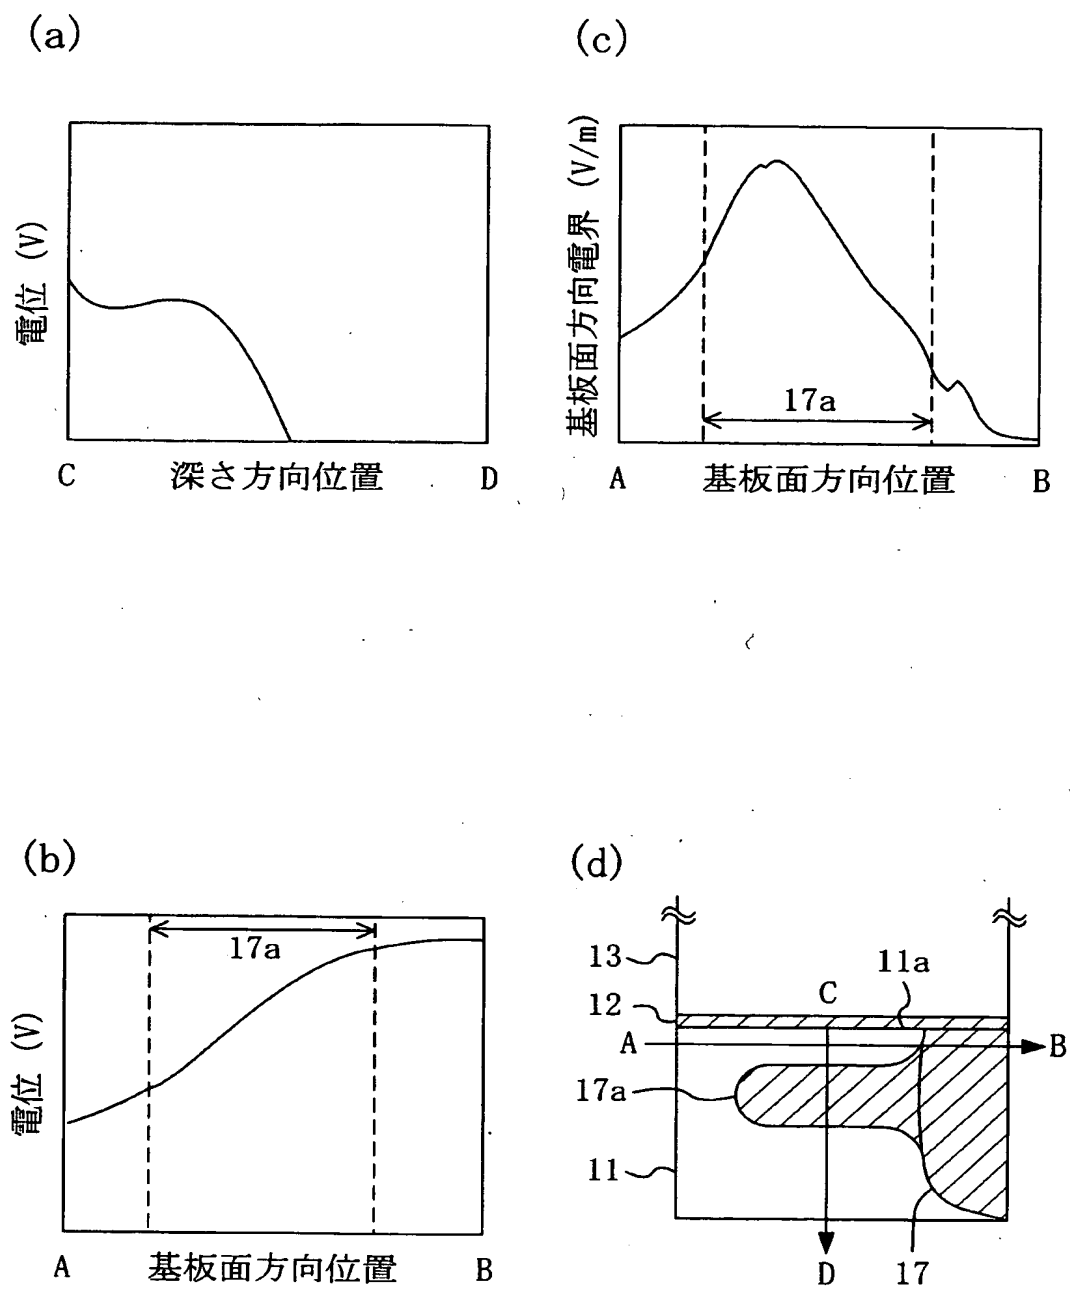 (a)
電位 (V)
C 深さ方向位置 D
(c)
基板面方向電界 (V/m)
17a
A 基板面方向位置 B
(b)
電位 (V)
17a
A 基板面方向位置 B
(d)
13
11a
12
C
A
B
17a
11
D
17